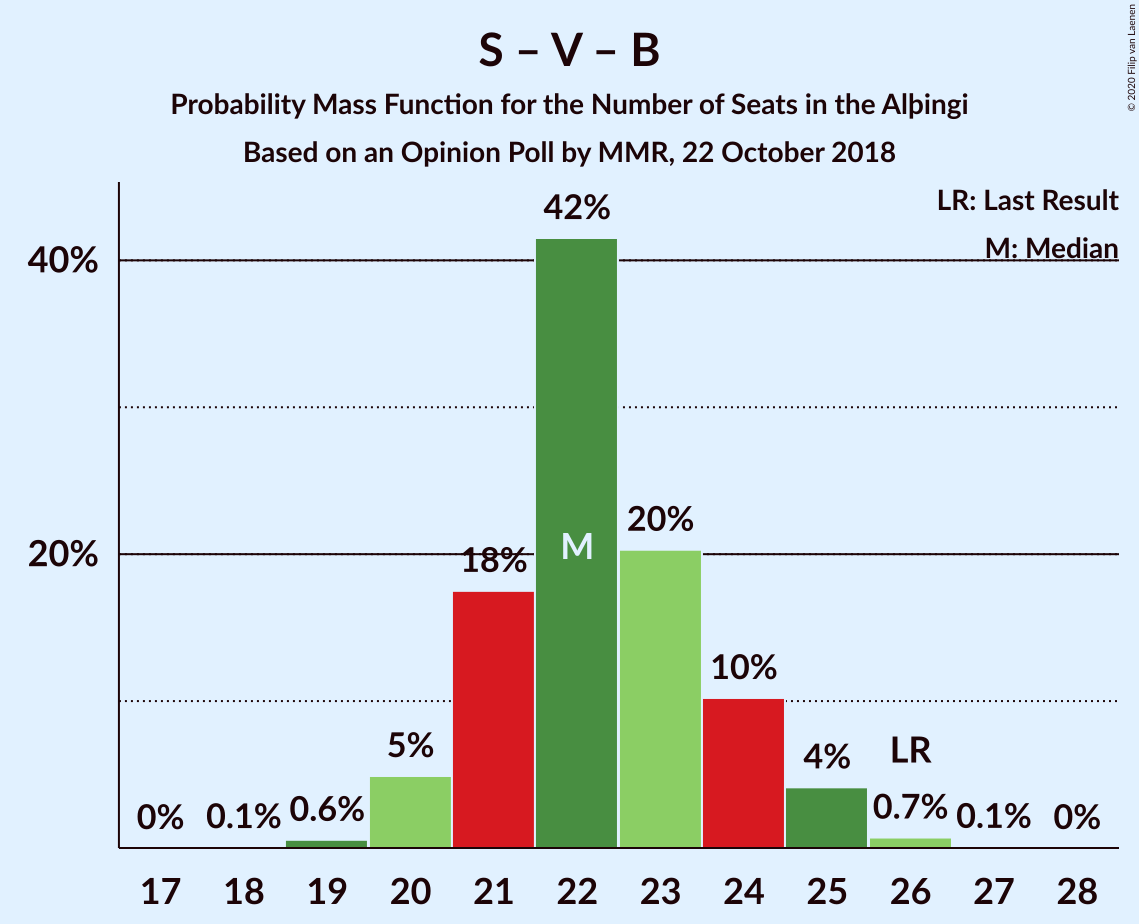 S – V – B
Probability Mass Function for the Number of Seats in the Alþingi
Based on an Opinion Poll by MMR, 22 October 2018
© 2020 Filip van Laenen
LR: Last Result
M: Median
40%
20%
0%
0.1%
0.6%
5%
18%
42%
M
20%
10%
4%
LR
0.7%
0.1%
0%
17 18 19 20 21 22 23 24 25 26 27 28